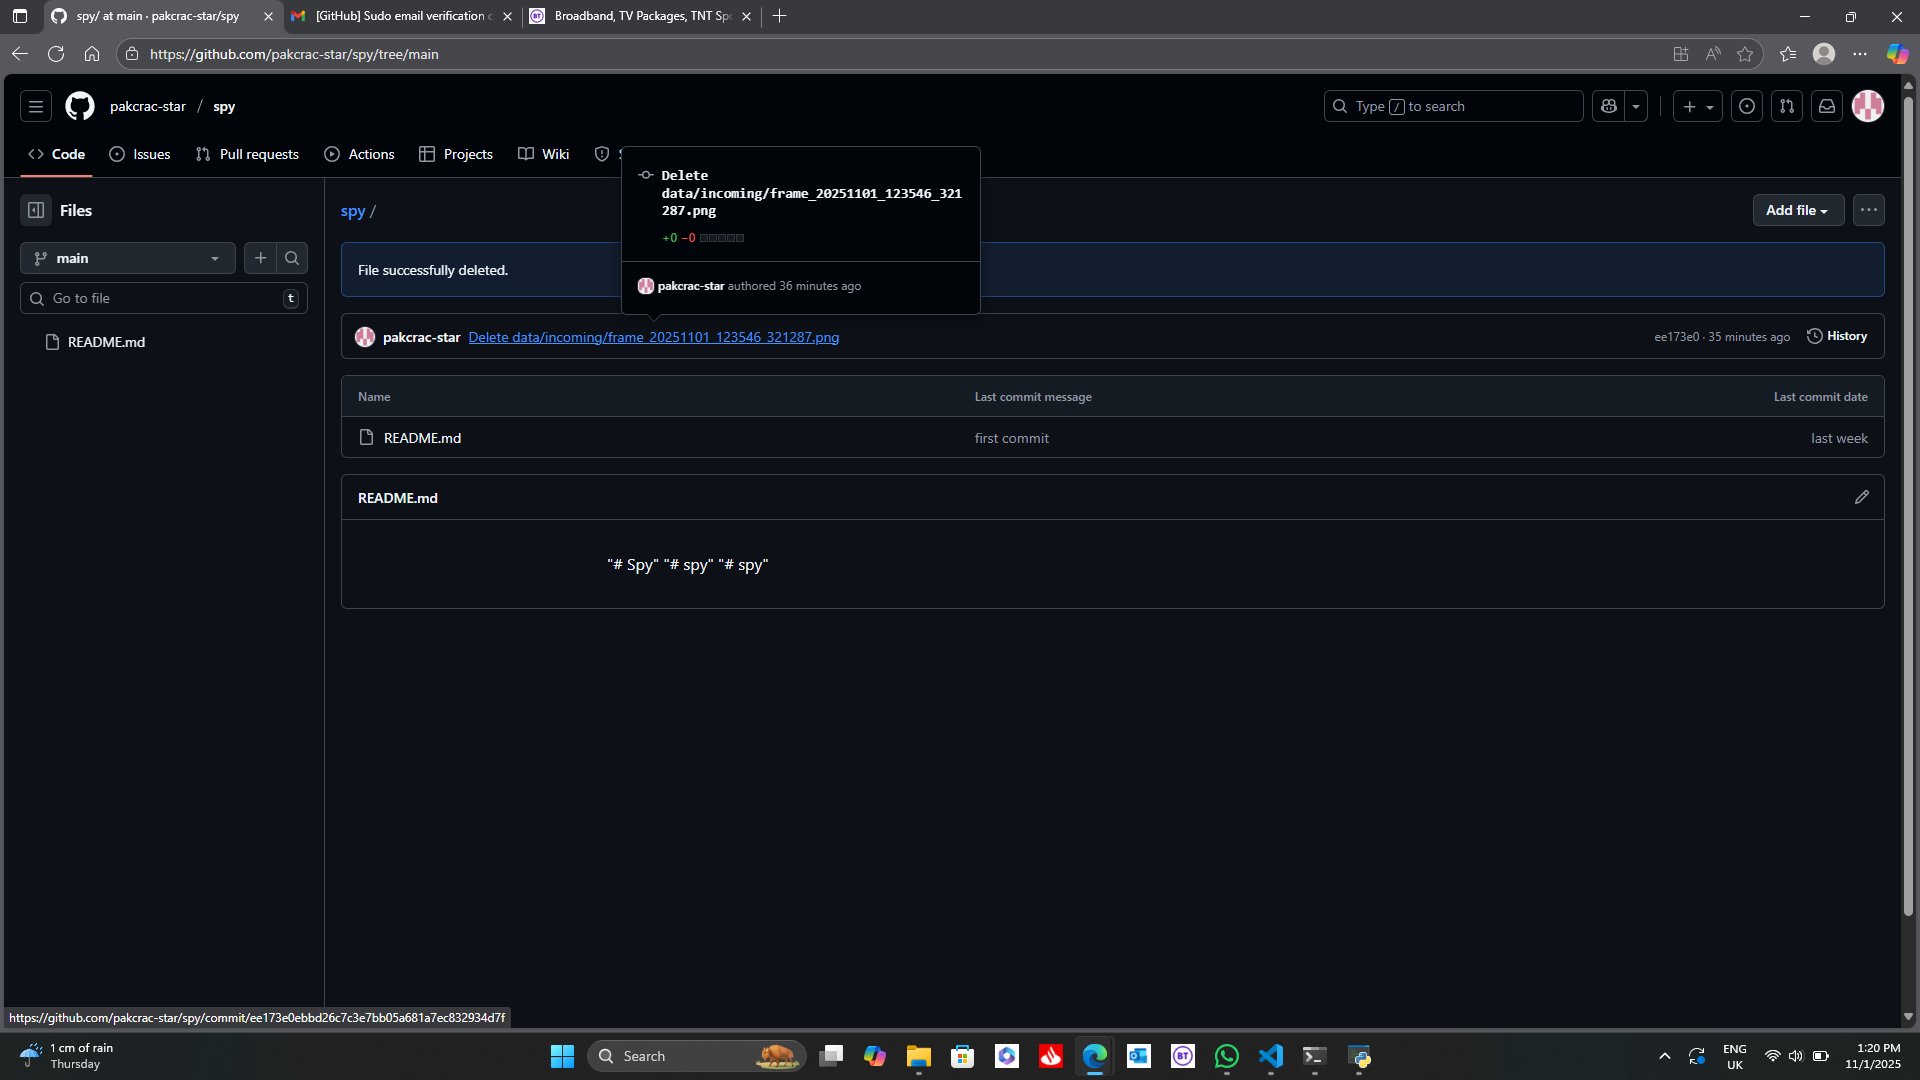 spy/ at main · pakcrac-star/spy
[GitHub] Sudo email verification c
Broadband, TV Packages, TNT Spo
https://github.com/pakcrac-star/spy/tree/main
pakcrac-star / spy
Type / to search
Code
Issues
Pull requests
Actions
Projects
Wiki
Files
main
Go to file
t
README.md
spy /
Add file
File successfully deleted.
Delete
data/incoming/frame_20251101_123546_321
287.png
+0 −0
pakcrac-star authored 36 minutes ago
pakcrac-star Delete data/incoming/frame_20251101_123546_321287.png
ee173e0 · 35 minutes ago
History
Name Last commit message Last commit date
README.md first commit last week
README.md
"# Spy" "# spy" "# spy"
https://github.com/pakcrac-star/spy/commit/ee173e0ebbd26c7c3e7bb05a681a7ec832934d7f
1 cm of rain
Thursday
Search
BT
ENG
UK
1:20 PM
11/1/2025